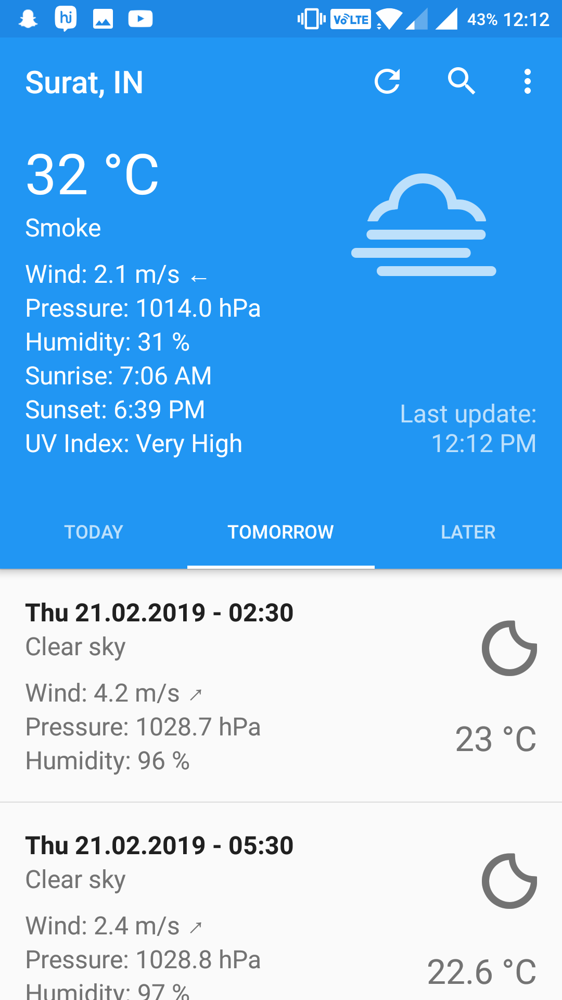 hi VoLTE 43% 12:12
Surat, IN
32 °C
Smoke
Wind: 2.1 m/s ←
Pressure: 1014.0 hPa
Humidity: 31 %
Sunrise: 7:06 AM
Sunset: 6:39 PM
UV Index: Very High
Last update:
12:12 PM
TODAY TOMORROW LATER
Thu 21.02.2019 - 02:30
Clear sky
Wind: 4.2 m/s ↗
Pressure: 1028.7 hPa
Humidity: 96 %
23 °C
Thu 21.02.2019 - 05:30
Clear sky
Wind: 2.4 m/s ↗
Pressure: 1028.8 hPa
Humidity: 97 %
22.6 °C